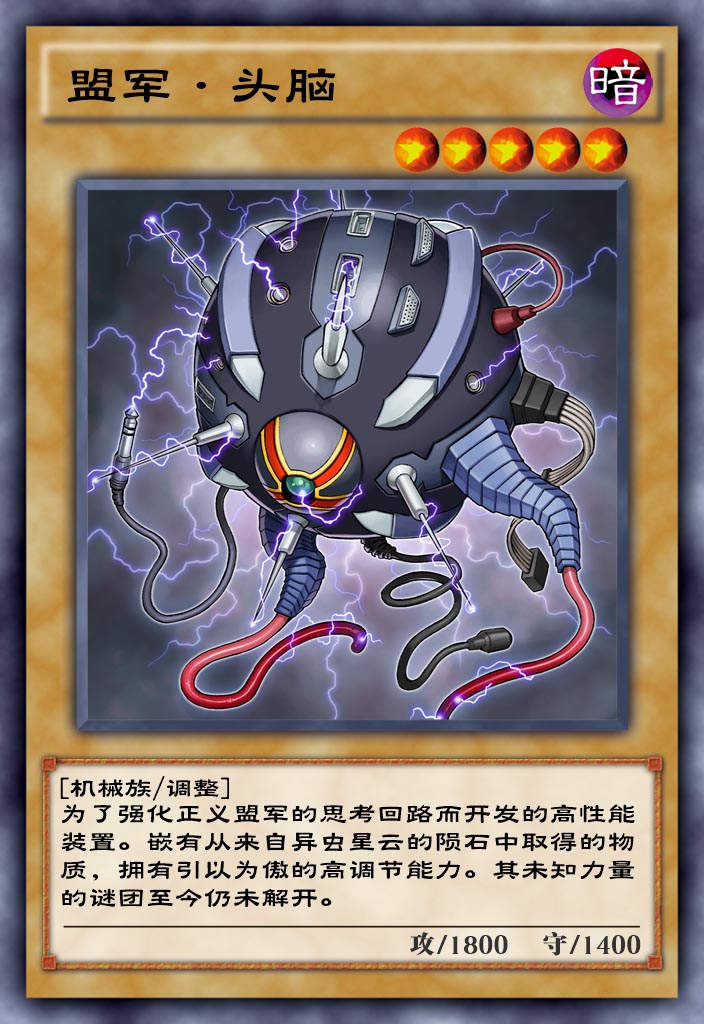 盟军·头脑
暗
[机械族/调整]
为了强化正义盟军的思考回路而开发的高性能
装置。嵌有从来自异虫星云的陨石中取得的物
质，拥有引以为傲的高调节能力。其未知力量
的谜团至今仍未解开。
攻/1800 守/1400